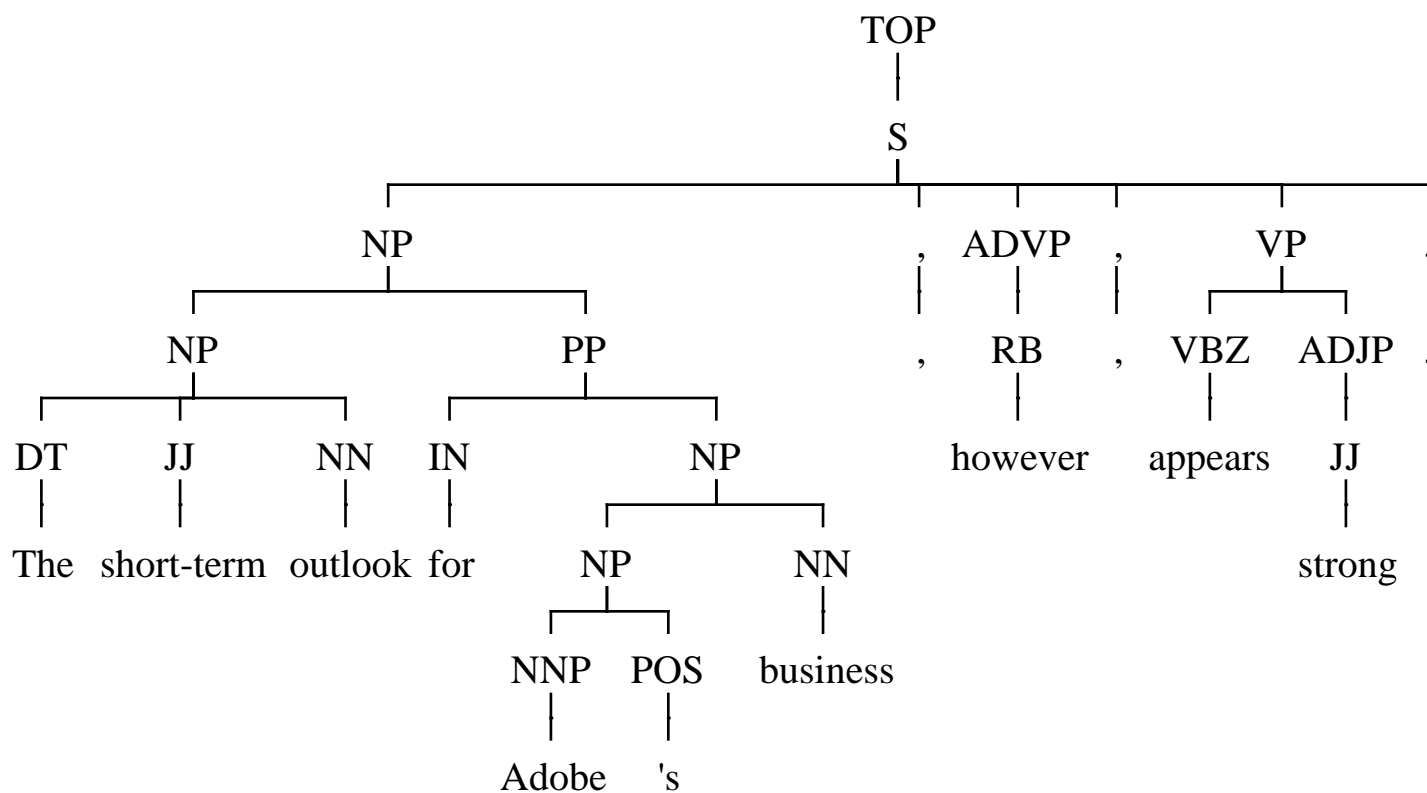 TOP
S
NP , ADVP , VP .
NP PP , RB , VBZ ADJP .
DT JJ NN IN NP however appears JJ
The short-term outlook for NP NN strong
NNP POS business
Adobe 's